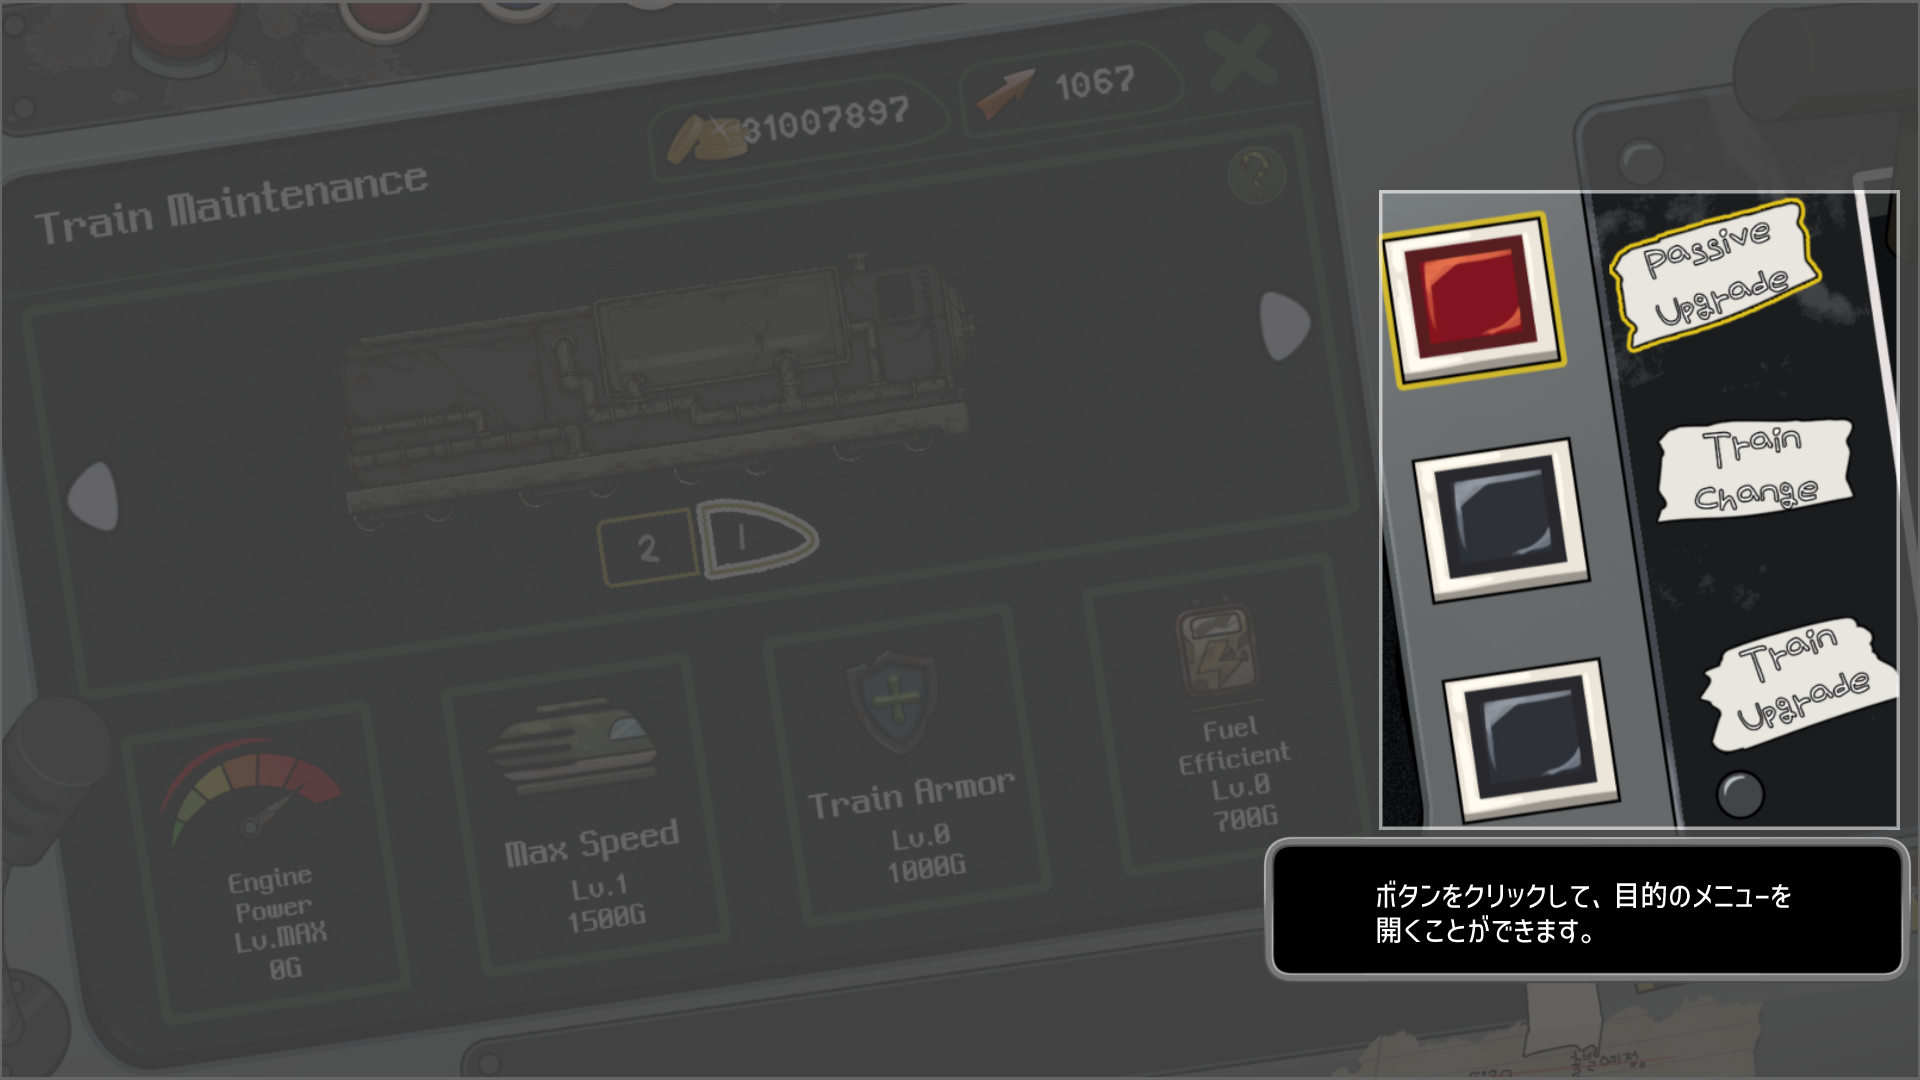 31007897
1067
Train Maintenance
?
2
1
Engine
Power
Lv.MAX
0G
Max Speed
Lv.1
1500G
Train Armor
Lv.0
1000G
Fuel
Efficient
Lv.0
700G
Passive
Upgrade
Train
Change
Train
Upgrade
ボタンをクリックして、目的のメニューを
開くことができます。